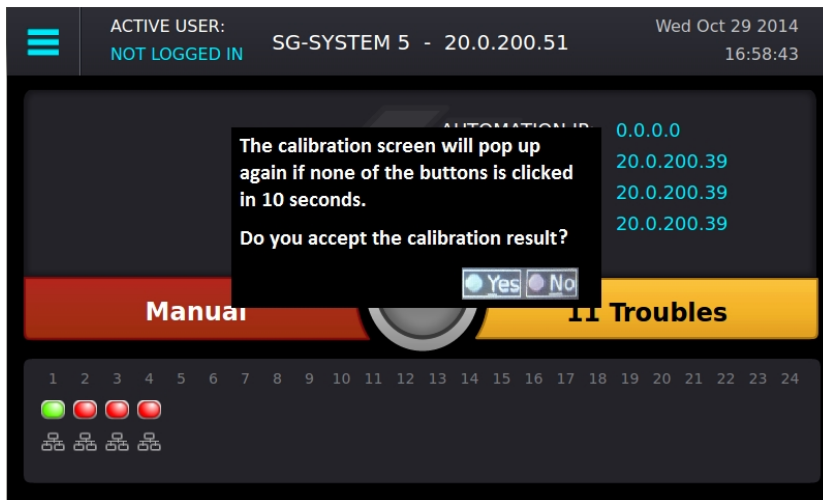 ACTIVE USER:
NOT LOGGED IN
SG-SYSTEM 5 - 20.0.200.51
Wed Oct 29 2014
16:58:43
AUTOMATION IP: 0.0.0.0
20.0.200.39
20.0.200.39
20.0.200.39
The calibration screen will pop up
again if none of the buttons is clicked
in 10 seconds.
Do you accept the calibration result?
Yes No
Manual
11 Troubles
1 2 3 4 5 6 7 8 9 10 11 12 13 14 15 16 17 18 19 20 21 22 23 24